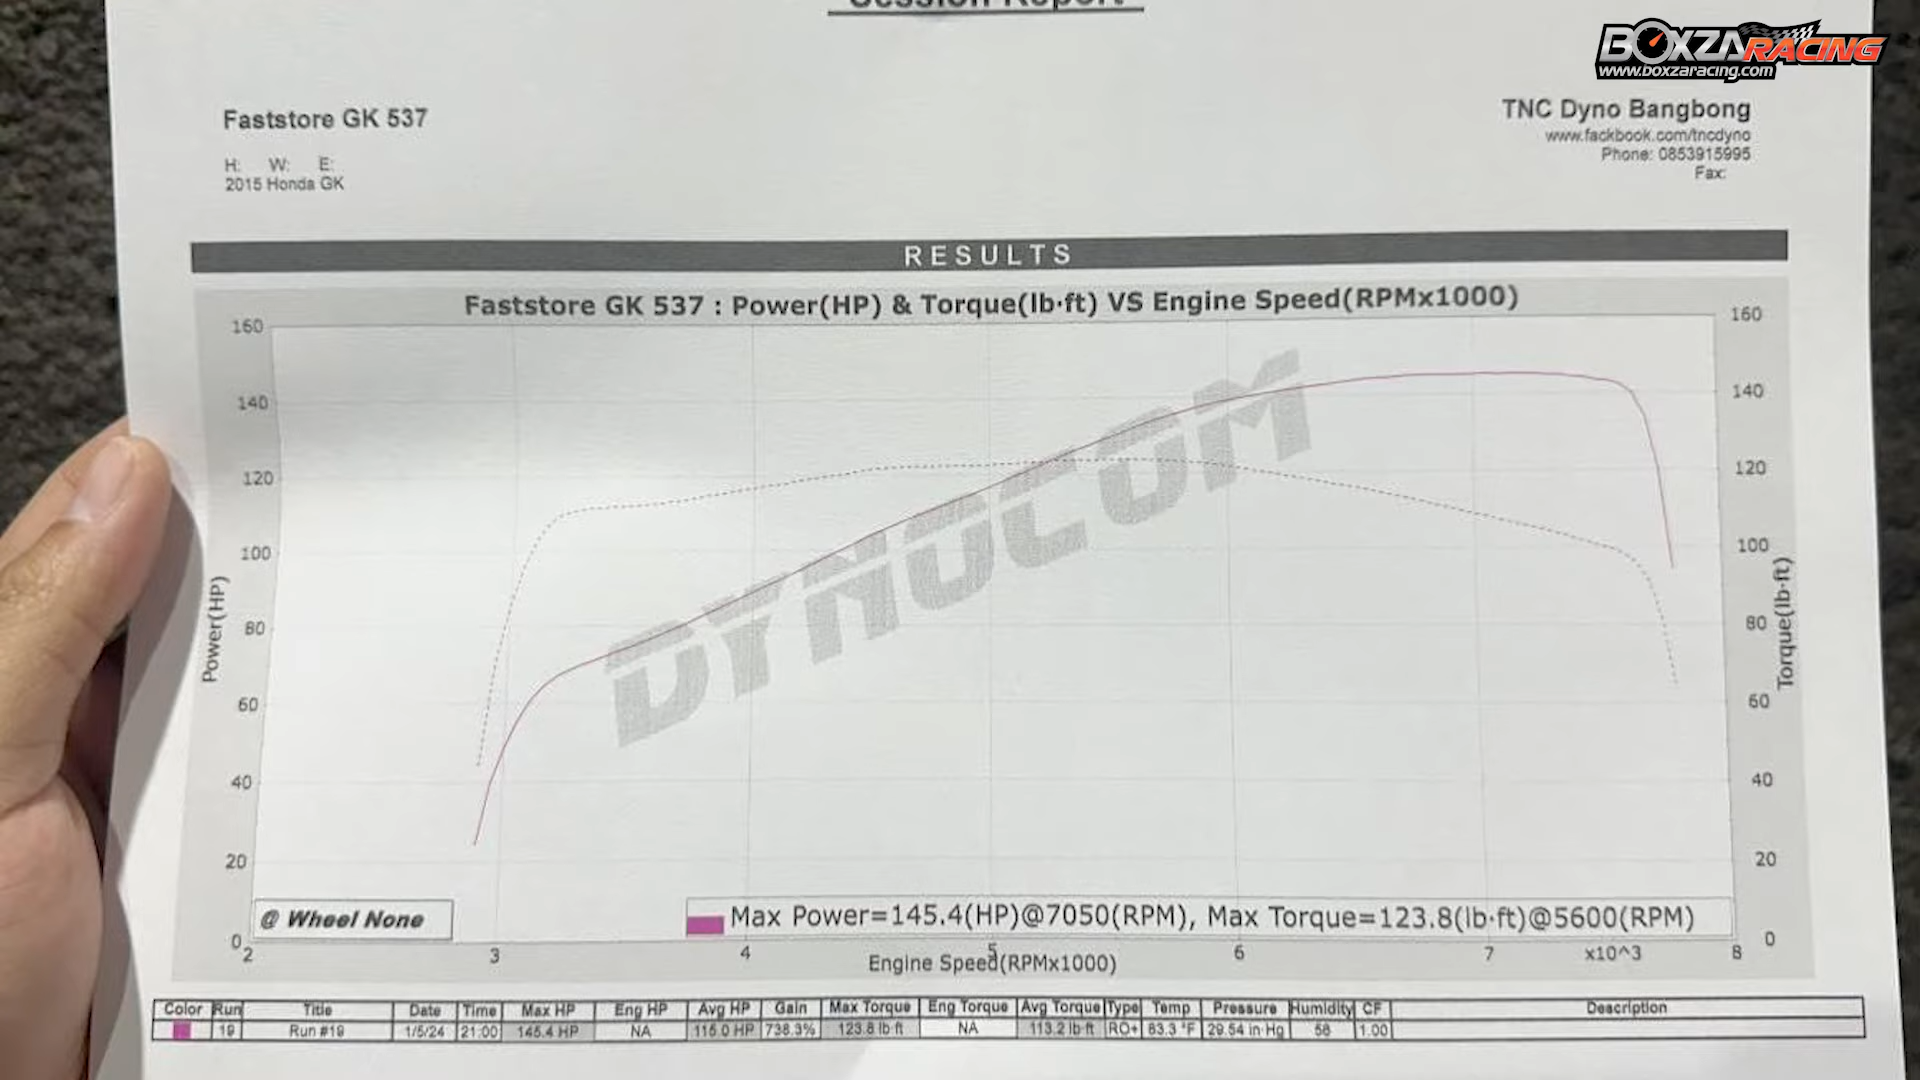 Session Report
BOXZA RACING
www.boxzaracing.com
Faststore GK 537
TNC Dyno Bangbong
www.fackbook.com/tncdyno
Phone: 0853915995
Fax:
H: W: E:
2015 Honda GK
RESULTS
Faststore GK 537 : Power(HP) & Torque(lb·ft) VS Engine Speed(RPMx1000)
160 160
140 140
120 120
100 100
80 80
60 60
40 40
20 20
0 0
Power(HP)
Torque(lb·ft)
DYNOCOM
@ Wheel None
Max Power=145.4(HP)@7050(RPM), Max Torque=123.8(lb·ft)@5600(RPM)
2 3 4 5 6 7 x10^3 8
Engine Speed(RPMx1000)
Color Run Title Date Time Max HP Eng HP Avg HP Gain Max Torque Eng Torque Avg Torque Type Temp Pressure Humidity CF Description
19 Run #19 1/5/24 21:00 145.4 HP NA 115.0 HP 738.3% 123.8 lb·ft NA 113.2 lb·ft RO+ 83.3 °F 29.54 in·Hg 58 1.00